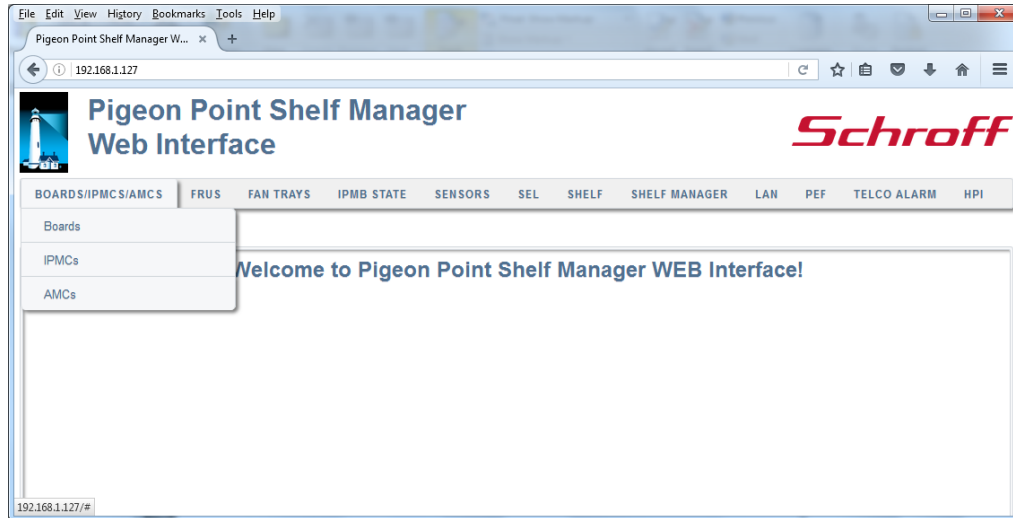 File Edit View History Bookmarks Tools Help
Pigeon Point Shelf Manager W...
192.168.1.127
Pigeon Point Shelf Manager
Web Interface
Schroff
BOARDS/IPMCS/AMCS FRUS FAN TRAYS IPMB STATE SENSORS SEL SHELF SHELF MANAGER LAN PEF TELCO ALARM HPI
Boards
IPMCs
AMCs
Welcome to Pigeon Point Shelf Manager WEB Interface!
192.168.1.127/#